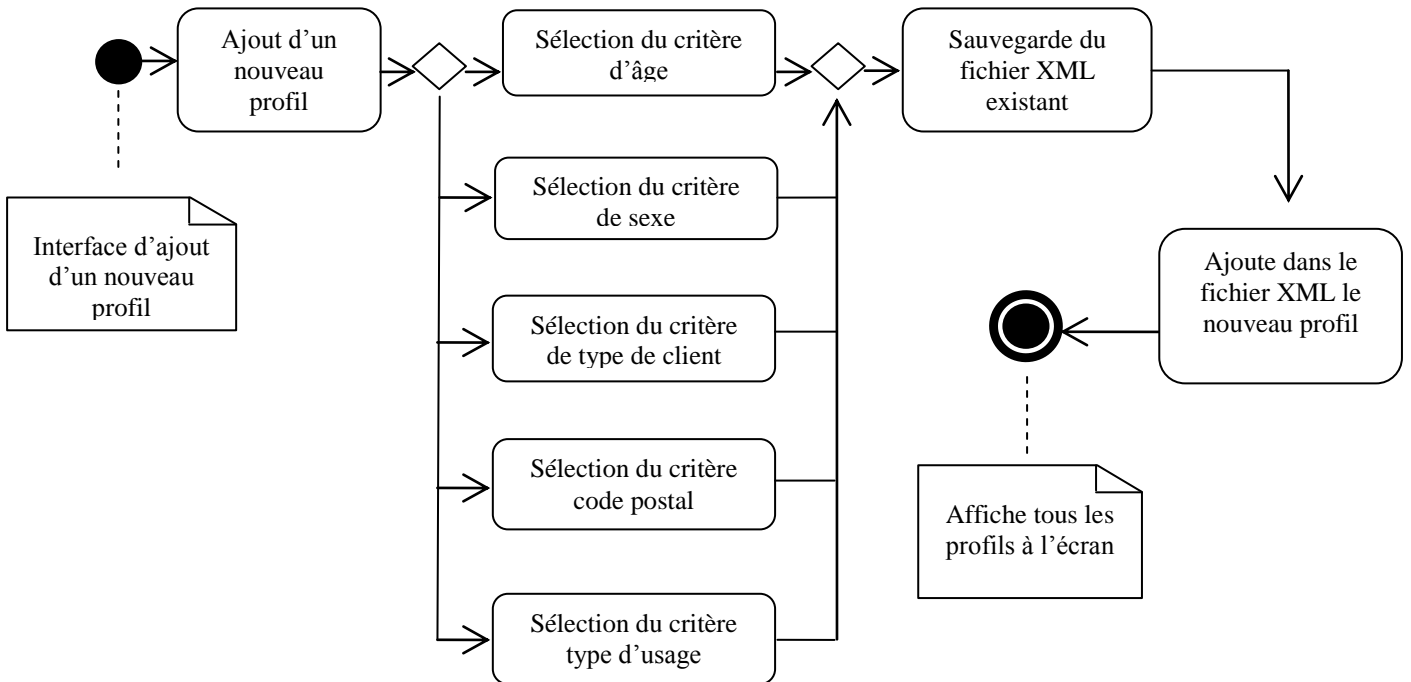 Ajout d’un
nouveau
profil
Sélection du critère
d’âge
Sauvegarde du
fichier XML
existant
Sélection du critère
de sexe
Interface d’ajout
d’un nouveau
profil
Ajoute dans le
fichier XML le
nouveau profil
Sélection du critère
de type de client
Sélection du critère
code postal
Affiche tous les
profils à l’écran
Sélection du critère
type d’usage